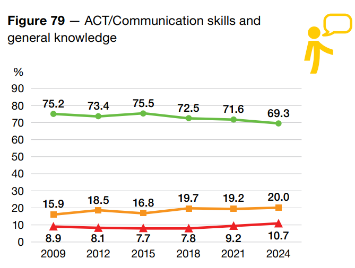 Figure 79 — ACT/Communication skills and
general knowledge
%
90
80
70
60
50
40
30
20
10
0
75.2 73.4 75.5 72.5 71.6 69.3
15.9 18.5 16.8 19.7 19.2 20.0
8.9 8.1 7.7 7.8 9.2 10.7
2009 2012 2015 2018 2021 2024